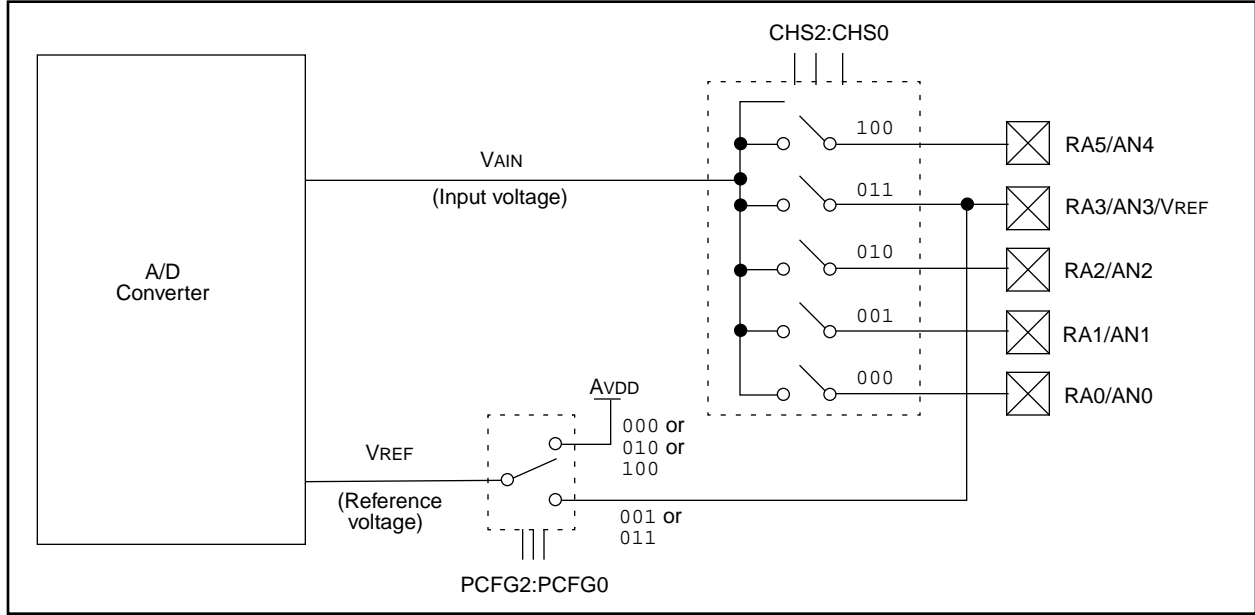 CHS2:CHS0
100
RA5/AN4
VAIN
(Input voltage)
011
RA3/AN3/VREF
A/D
Converter
010
RA2/AN2
001
RA1/AN1
000
RA0/AN0
AVDD
000 or
010 or
100
VREF
(Reference
voltage)
001 or
011
PCFG2:PCFG0